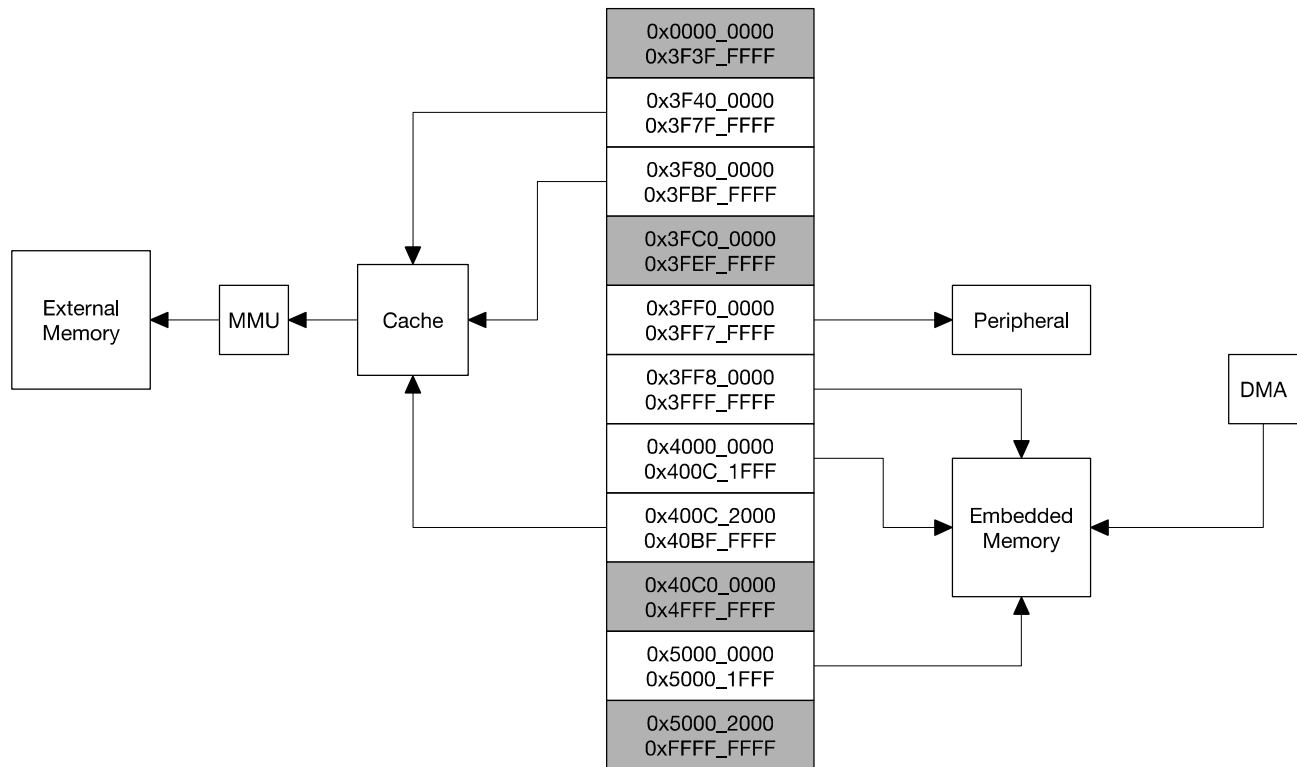 0x0000_0000
0x3F3F_FFFF
0x3F40_0000
0x3F7F_FFFF
0x3F80_0000
0x3FBF_FFFF
0x3FC0_0000
0x3FEF_FFFF
External
Memory
MMU
Cache
0x3FF0_0000
0x3FF7_FFFF
Peripheral
0x3FF8_0000
0x3FFF_FFFF
DMA
0x4000_0000
0x400C_1FFF
0x400C_2000
0x40BF_FFFF
Embedded
Memory
0x40C0_0000
0x4FFF_FFFF
0x5000_0000
0x5000_1FFF
0x5000_2000
0xFFFF_FFFF